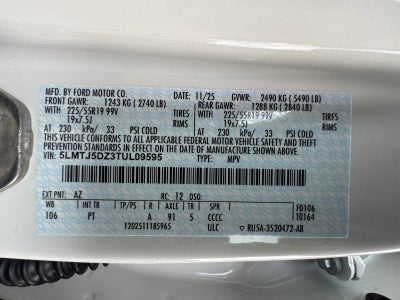 MFD. BY FORD MOTOR CO.
DATE: 11/25 GVWR: 2490 KG ( 5490 LB)
FRONT GAWR: 1243 KG ( 2740 LB) REAR GAWR: 1288 KG ( 2840 LB)
WITH 225/55R19 99V TIRES WITH 225/55R19 99V TIRES
19x7.5J RIMS 19x7.5J RIMS
AT 230 kPa/ 33 PSI COLD AT 230 kPa/ 33 PSI COLD
THIS VEHICLE CONFORMS TO ALL APPLICABLE FEDERAL MOTOR VEHICLE SAFETY AND THEFT
PREVENTION STANDARDS IN EFFECT ON THE DATE OF MANUFACTURE SHOWN ABOVE.
VIN: 5LMTJ5DZ3TUL09595 TYPE: MPV
EXT PNT: AZ RC: 12 DSO:
WB INT TR TP/PS R AXLE TR SPR F0106
106 PT A 91 5 CCCC T0164
12025111185965 ULC RU5A-3520472-AB